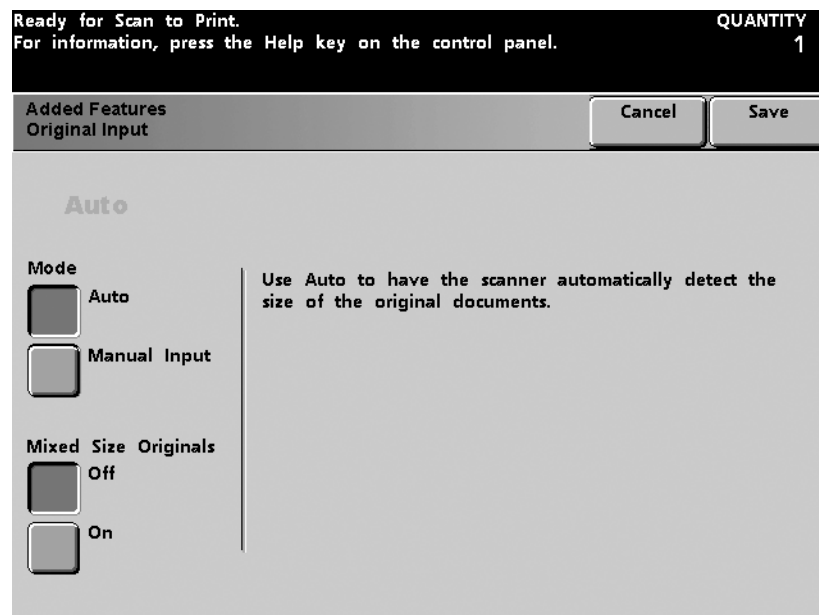 Ready for Scan to Print.
QUANTITY
For information, press the Help key on the control panel.
1
Added Features
Original Input
Cancel
Save
Auto
Mode
Auto
Manual Input
Mixed Size Originals
Off
On
Use Auto to have the scanner automatically detect the
size of the original documents.